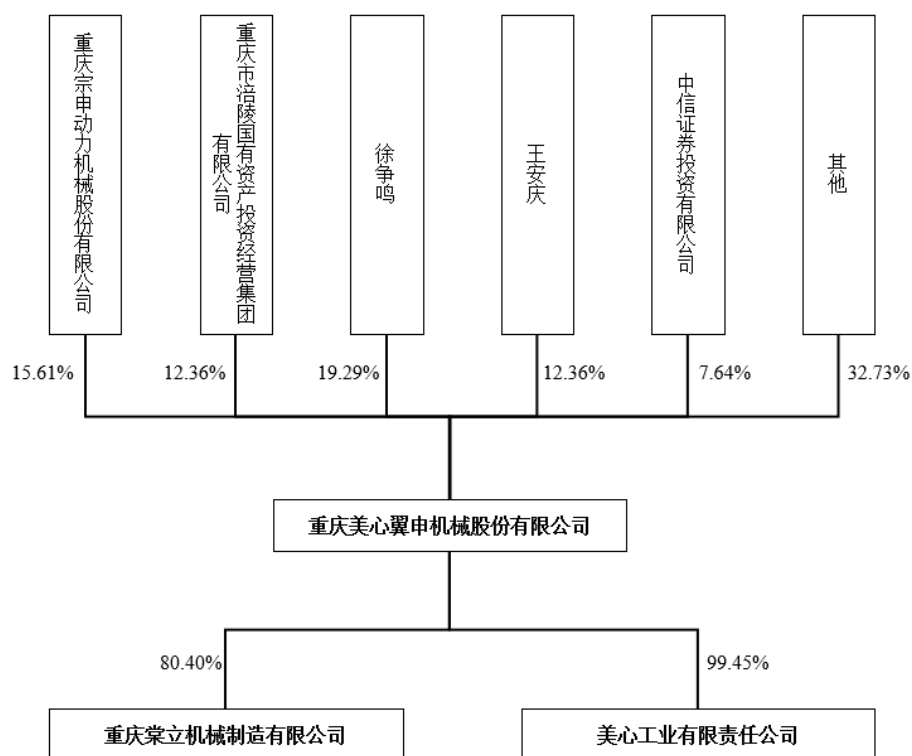 重庆宗申动力机械股份有限公司
重庆市涪陵国有资产投资经营集团
有限公司
徐争鸣
王安庆
中信证券投资有限公司
其他
15.61%
12.36%
19.29%
12.36%
7.64%
32.73%
重庆美心翼申机械股份有限公司
80.40%
99.45%
重庆棠立机械制造有限公司
美心工业有限责任公司